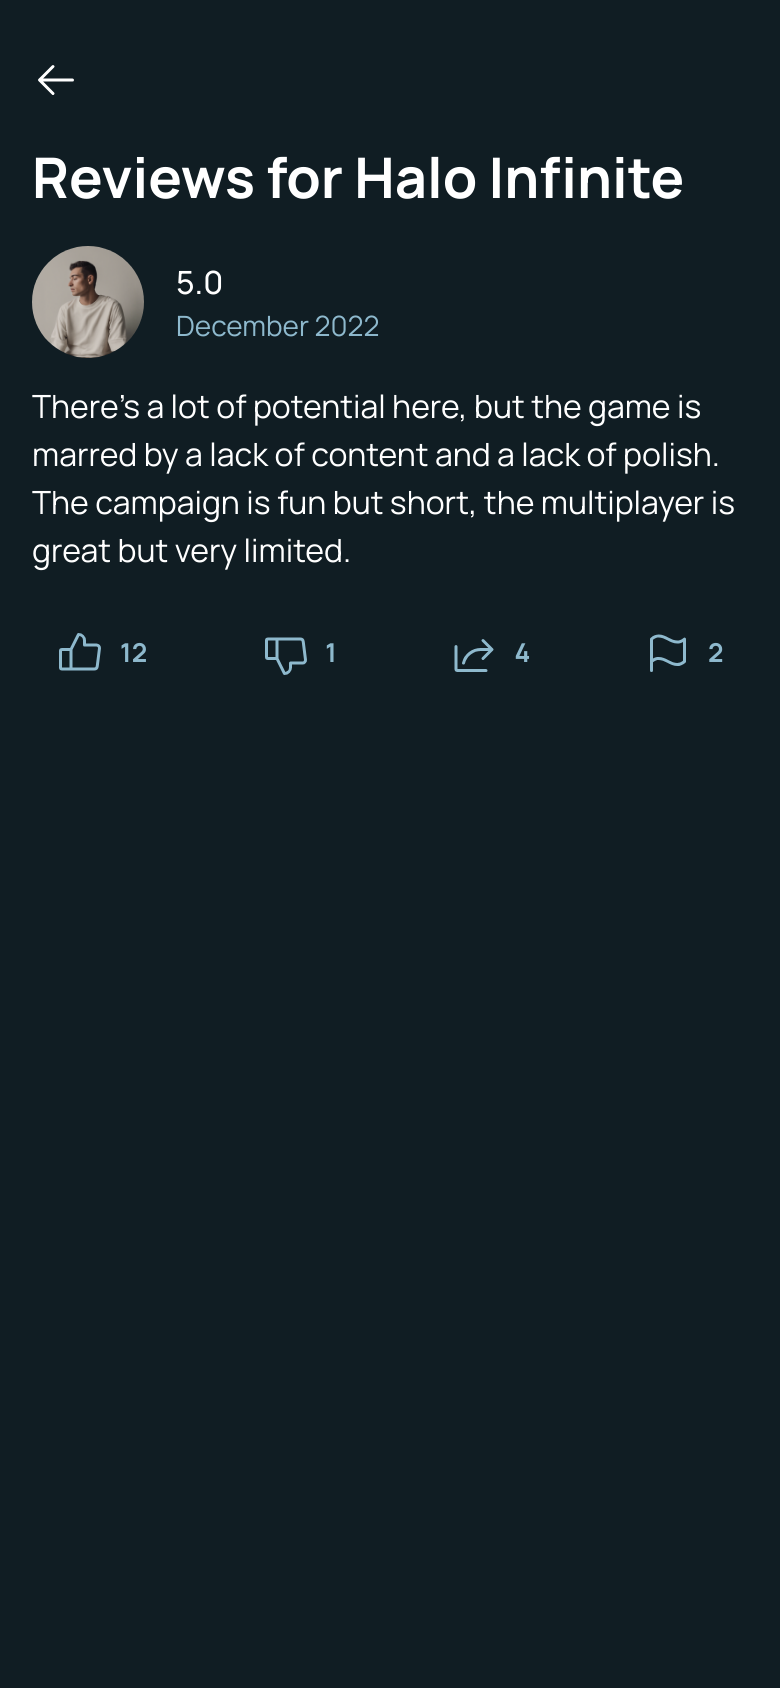 Reviews for Halo Infinite
5.0
December 2022
There's a lot of potential here, but the game is
marred by a lack of content and a lack of polish.
The campaign is fun but short, the multiplayer is
great but very limited.
12 1 4 2